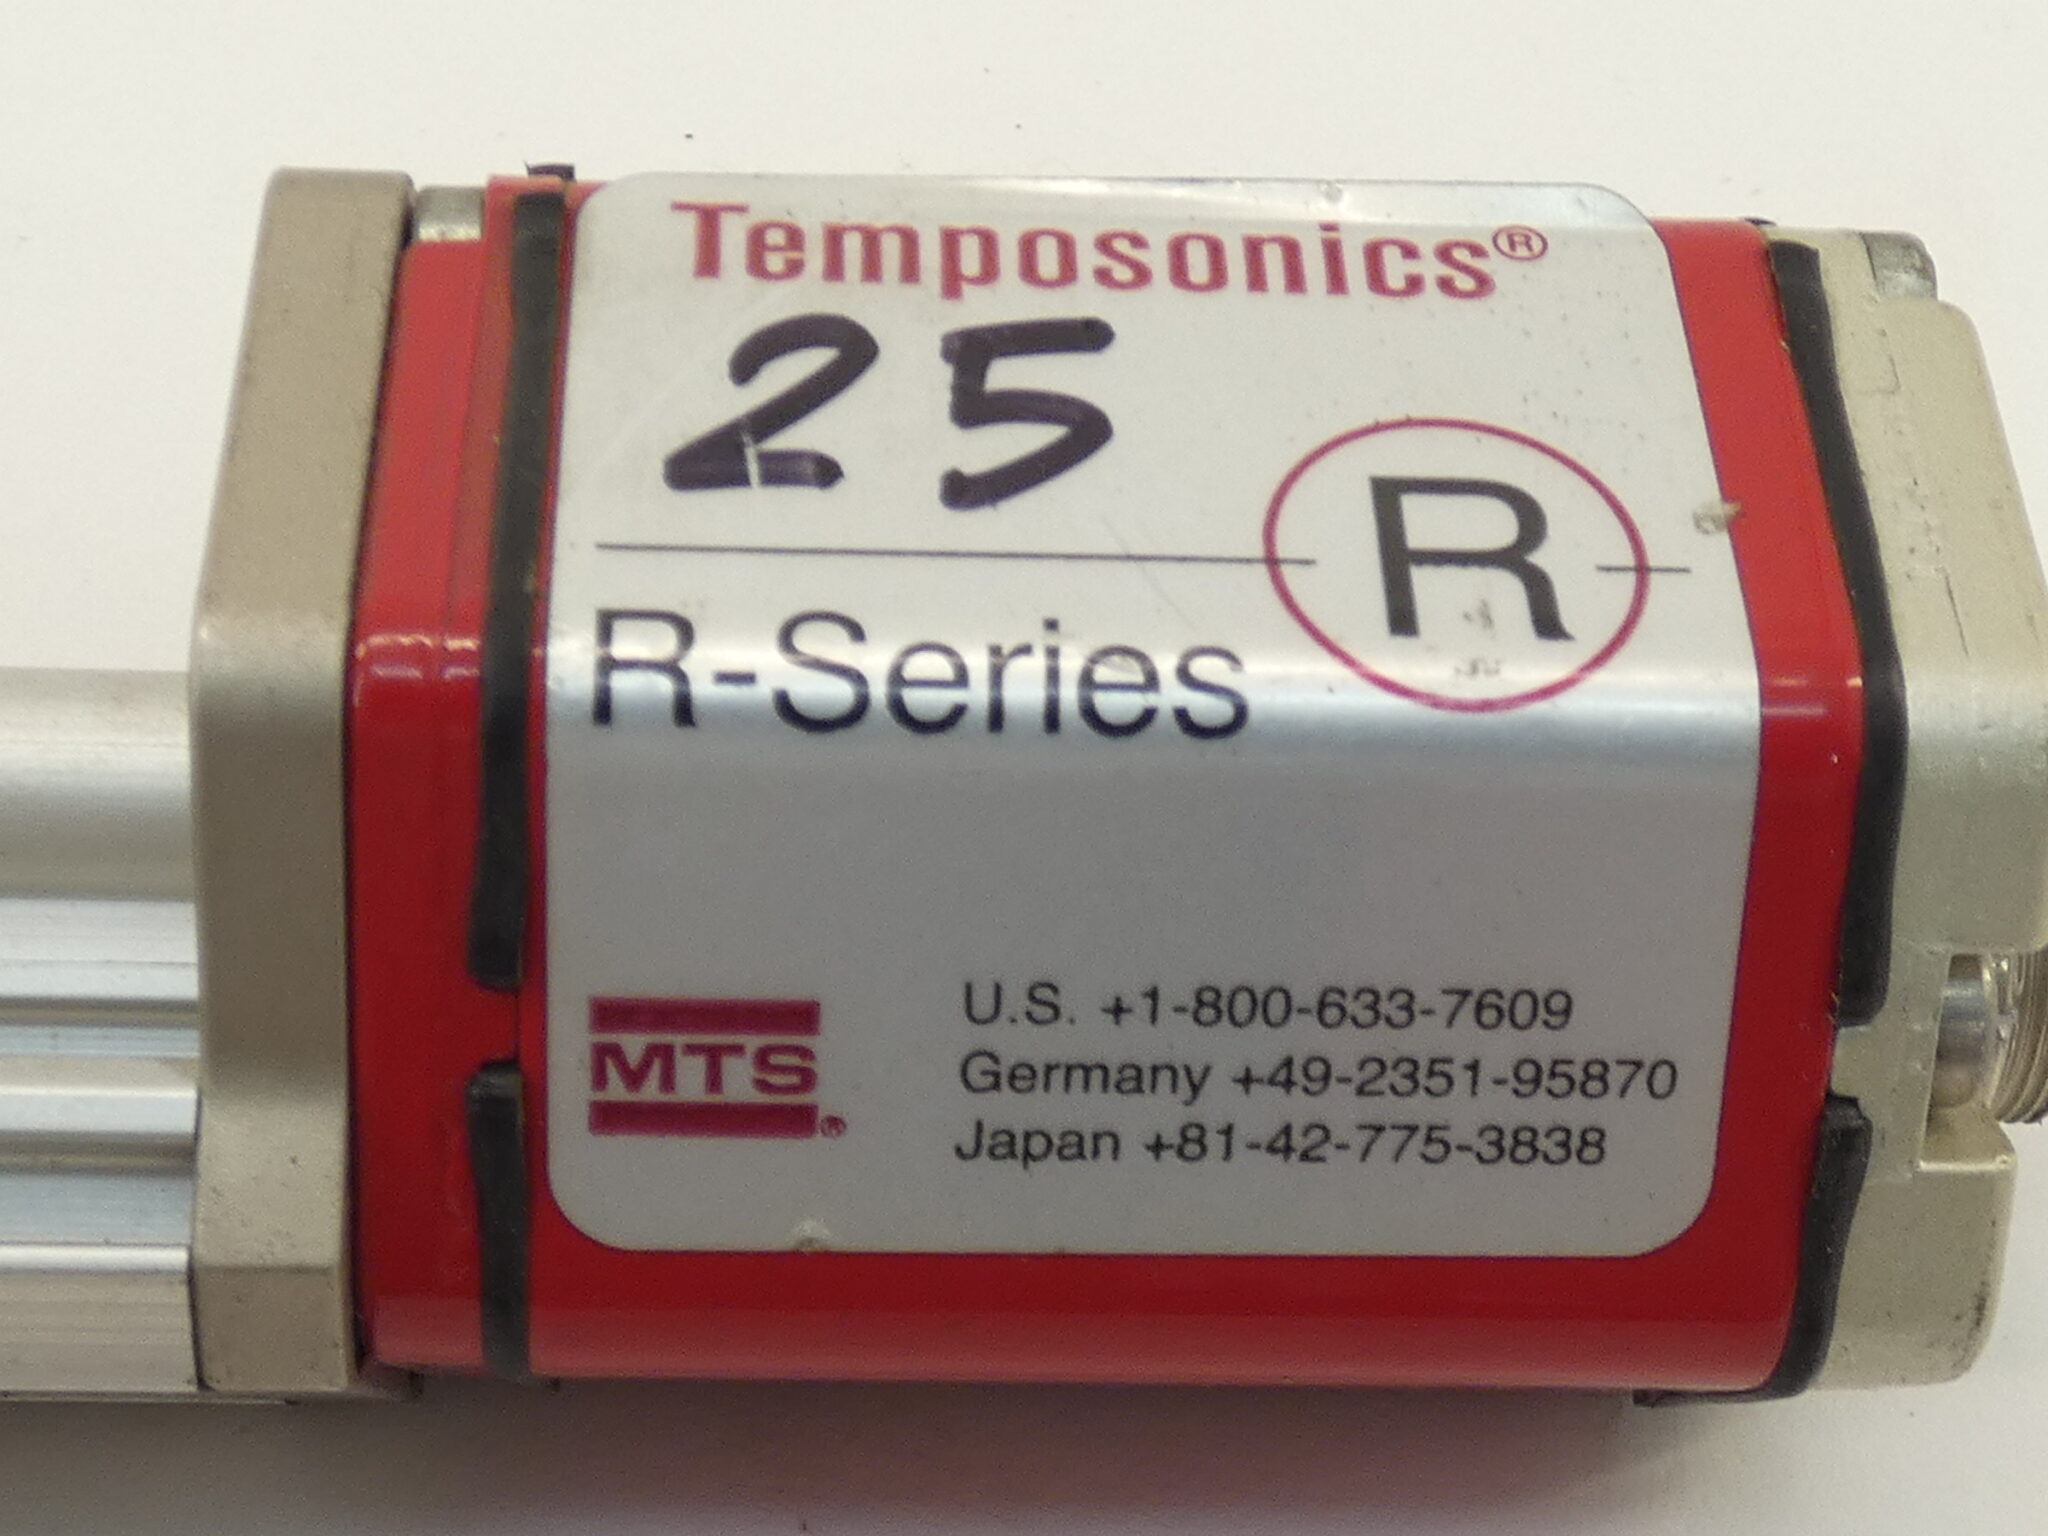 Temposonics®
25
R
R-Series
MTS®
U.S. +1-800-633-7609
Germany +49-2351-95870
Japan +81-42-775-3838